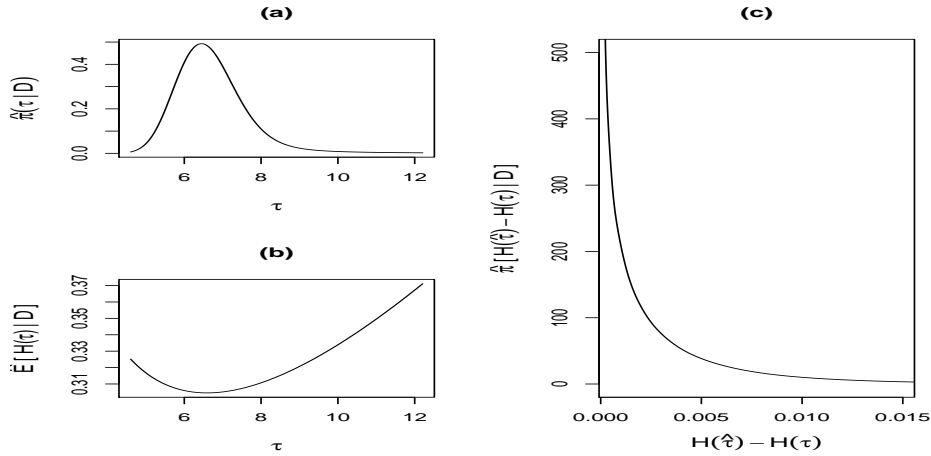 (a)
π̂(τ | D)
0.0 0.2 0.4
6 8 10 12
τ
(b)
Ê [H(τ) | D]
0.31 0.33 0.35 0.37
6 8 10 12
τ
(c)
π̂ [H(τ̂) − H(τ) | D]
0 100 200 300 400 500
0.000 0.005 0.010 0.015
H(τ̂) − H(τ)